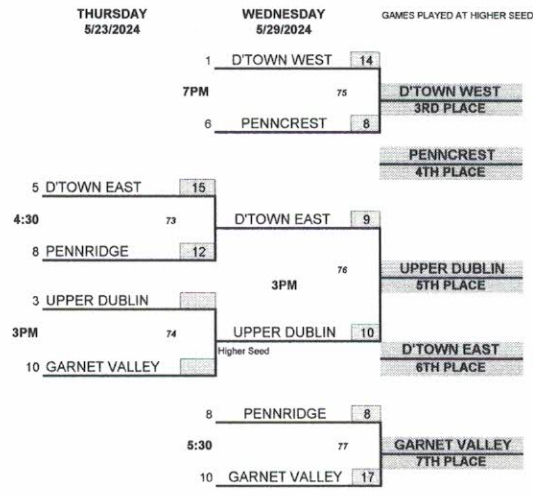 THURSDAY WEDNESDAY GAMES PLAYED AT HIGHER SEED
5/23/2024 5/29/2024
1 D'TOWN WEST 14
7PM 75 D'TOWN WEST
3RD PLACE
6 PENNCREST 8
PENNCREST
4TH PLACE
5 D'TOWN EAST 15
4:30 73 D'TOWN EAST 9
8 PENNRIDGE 12
76 UPPER DUBLIN
3PM 5TH PLACE
3 UPPER DUBLIN
3PM 74 UPPER DUBLIN 10
Higher Seed D'TOWN EAST
10 GARNET VALLEY 6TH PLACE
8 PENNRIDGE 8
5:30 77 GARNET VALLEY
7TH PLACE
10 GARNET VALLEY 17